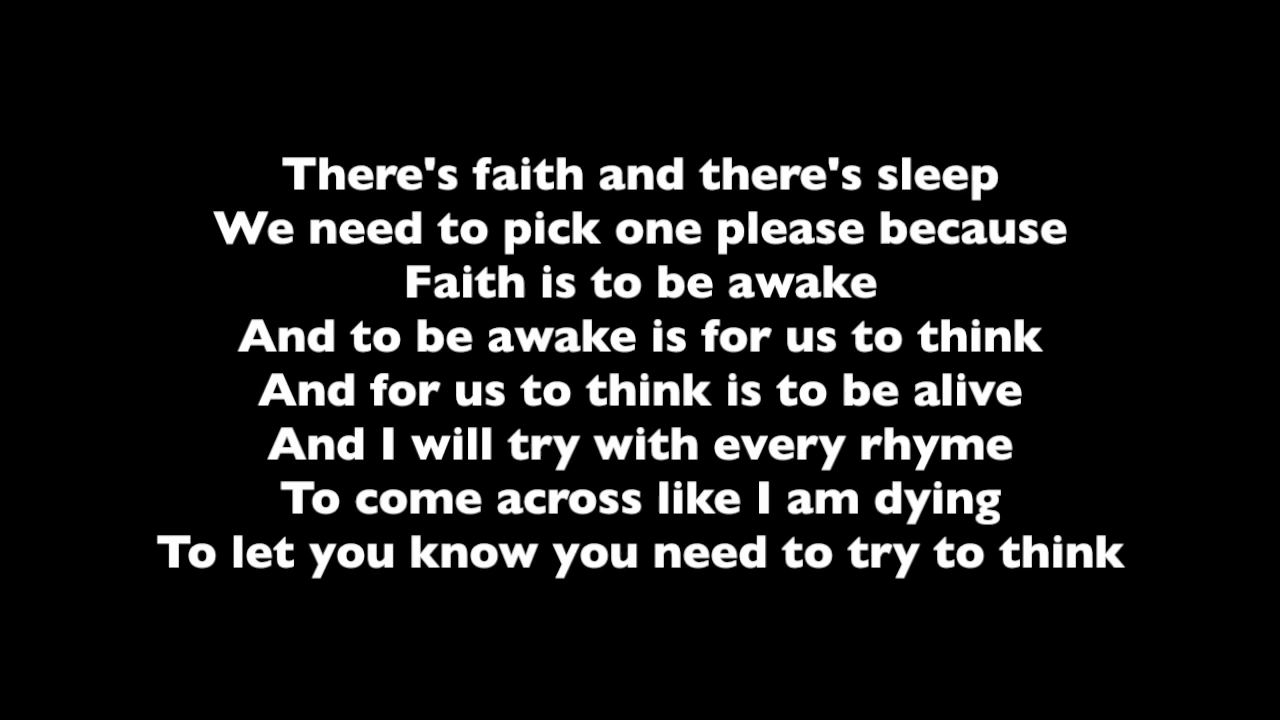 There's faith and there's sleep
We need to pick one please because
Faith is to be awake
And to be awake is for us to think
And for us to think is to be alive
And I will try with every rhyme
To come across like I am dying
To let you know you need to try to think